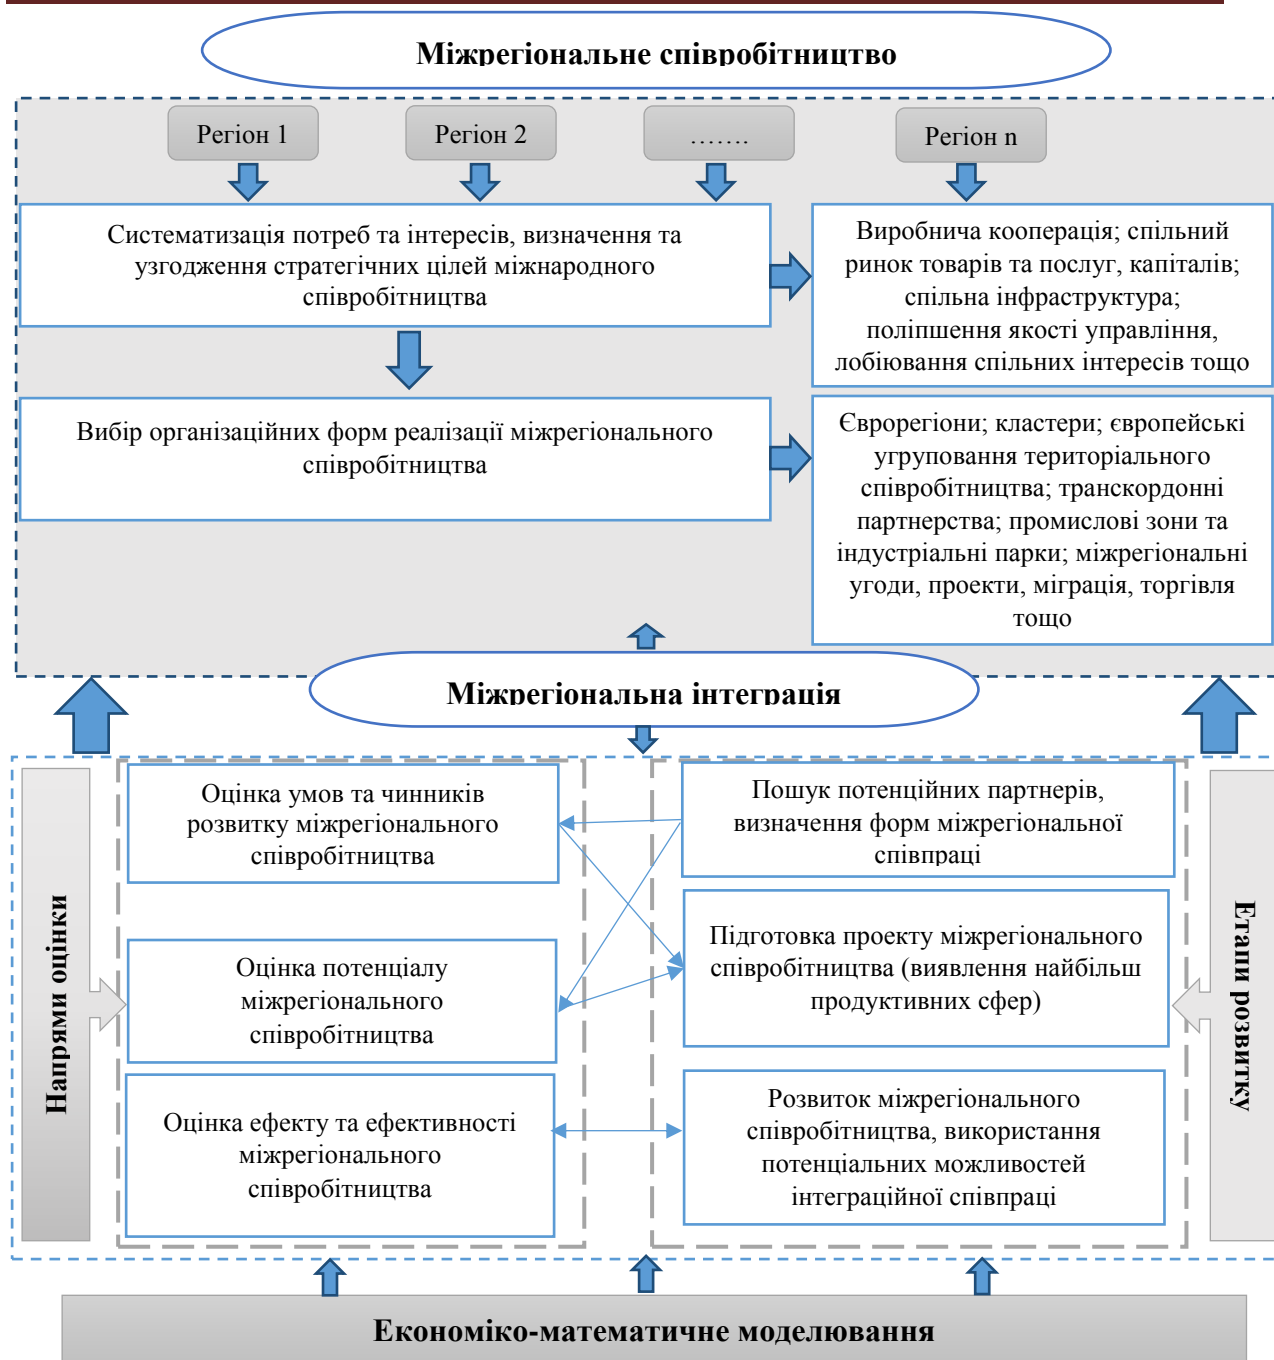 Міжрегіональне співробітництво
Регіон 1
Регіон 2
…….
Регіон n
Систематизація потреб та інтересів, визначення та
узгодження стратегічних цілей міжнародного
співробітництва
Виробнича кооперація; спільний
ринок товарів та послуг, капіталів;
спільна інфраструктура;
поліпшення якості управління,
лобіювання спільних інтересів тощо
Вибір організаційних форм реалізації міжрегіонального
співробітництва
Єврорегіони; кластери; європейські
угруповання територіального
співробітництва; транскордонні
партнерства; промислові зони та
індустріальні парки; міжрегіональні
угоди, проекти, міграція, торгівля
тощо
Міжрегіональна інтеграція
Напрями оцінки
Оцінка умов та чинників
розвитку міжрегіонального
співробітництва
Оцінка потенціалу
міжрегіонального
співробітництва
Оцінка ефекту та ефективності
міжрегіонального
співробітництва
Пошук потенційних партнерів,
визначення форм міжрегіональної
співпраці
Підготовка проекту міжрегіонального
співробітництва (виявлення найбільш
продуктивних сфер)
Розвиток міжрегіонального
співробітництва, використання
потенціальних можливостей
інтеграційної співпраці
Етапи розвитку
Економіко-математичне моделювання